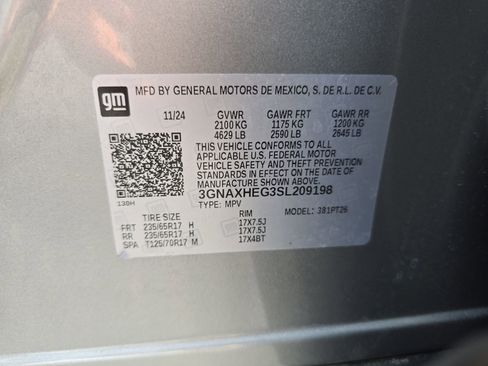 gm
MFD BY GENERAL MOTORS DE MEXICO, S. DE R.L. DE C.V.
11/24 GVWR GAWR FRT GAWR RR
2100 KG 1175 KG 1200 KG
4629 LB 2590 LB 2645 LB
THIS VEHICLE CONFORMS TO ALL
APPLICABLE U.S. FEDERAL MOTOR
VEHICLE SAFETY AND THEFT PREVENTION
STANDARDS IN EFFECT ON THE DATE OF
MANUFACTURE SHOWN ABOVE.
3GNAXHEG3SL209198
130H TYPE: MPV MODEL: 381PT26
TIRE SIZE RIM
FRT 235/65R17 H 17X7.5J
RR 235/65R17 H 17X7.5J
SPA T125/70R17 M 17X4BT